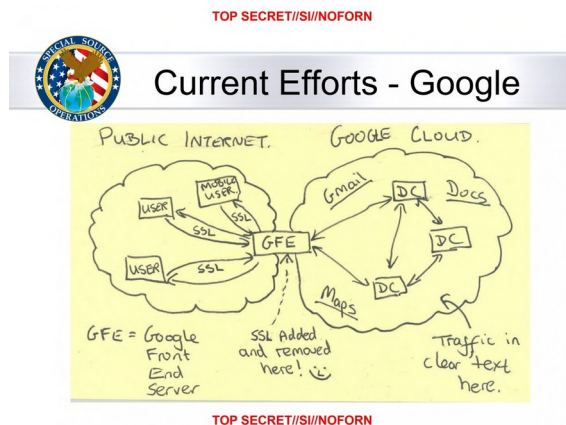 TOP SECRET//SI//NOFORN
SPECIAL SOURCE
OPERATIONS
Current Efforts - Google
PUBLIC INTERNET.
GOOGLE CLOUD.
MOBILE
USER.
Gmail
DC
Docs
USER
SSL
SSL
GFE
DC
USER
SSL
DC
Maps
GFE = Google
Front
End
Server
SSL Added
and removed
here!
Traffic in
clear text
here.
TOP SECRET//SI//NOFORN